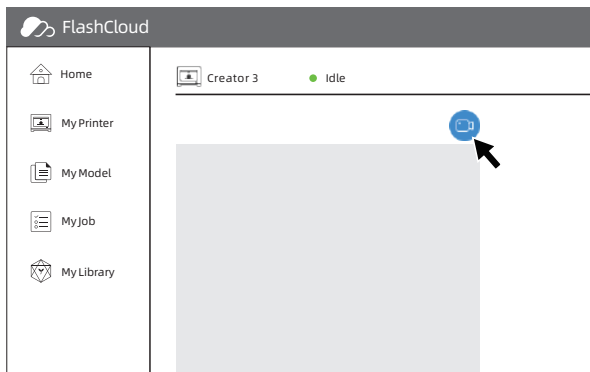 FlashCloud
Home
Creator 3
Idle
My Printer
My Model
My Job
My Library